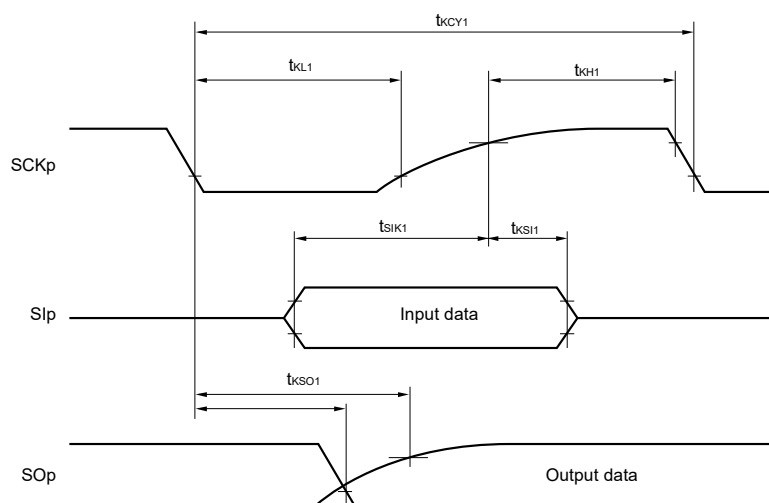 tKCY1
tKL1
tKH1
SCKp
tSIK1
tKSI1
SIp
Input data
tKSO1
SOp
Output data